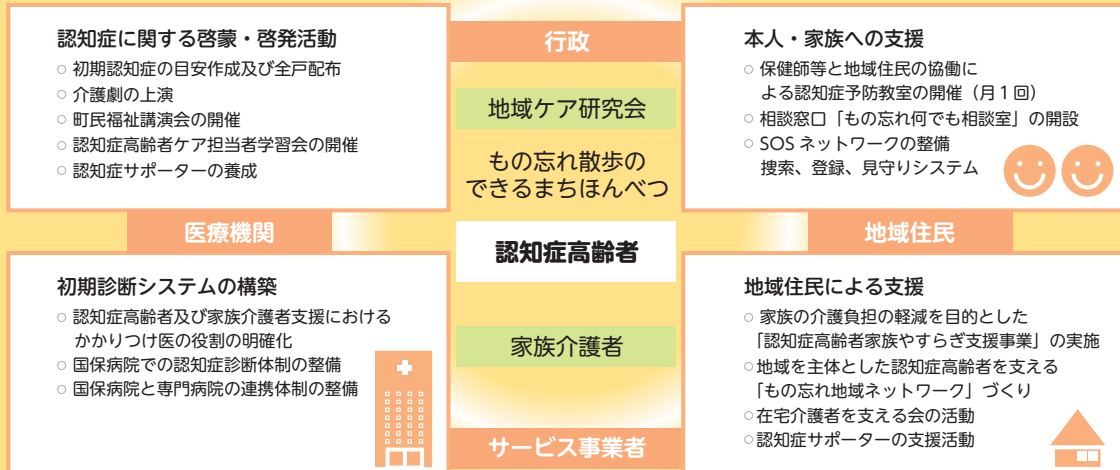 認知症に関する啓蒙・啓発活動
○ 初期認知症の目安作成及び全戸配布
○ 介護劇の上演
○ 町民福祉講演会の開催
○ 認知症高齢者ケア担当者学習会の開催
○ 認知症サポーターの養成
行政
地域ケア研究会
もの忘れ散歩の
できるまちほんべつ
認知症高齢者
家族介護者
サービス事業者
本人・家族への支援
○ 保健師等と地域住民の協働に
よる認知症予防教室の開催（月1回）
○ 相談窓口「もの忘れ何でも相談室」の開設
○ SOS ネットワークの整備
捜索、登録、見守りシステム
医療機関
初期診断システムの構築
○ 認知症高齢者及び家族介護者支援における
かかりつけ医の役割の明確化
○ 国保病院での認知症診断体制の整備
○ 国保病院と専門病院の連携体制の整備
地域住民
地域住民による支援
○ 家族の介護負担の軽減を目的とした
「認知症高齢者家族やすらぎ支援事業」の実施
○ 地域を主体とした認知症高齢者を支える
「もの忘れ地域ネットワーク」づくり
○ 在宅介護者を支える会の活動
○ 認知症サポーターの支援活動